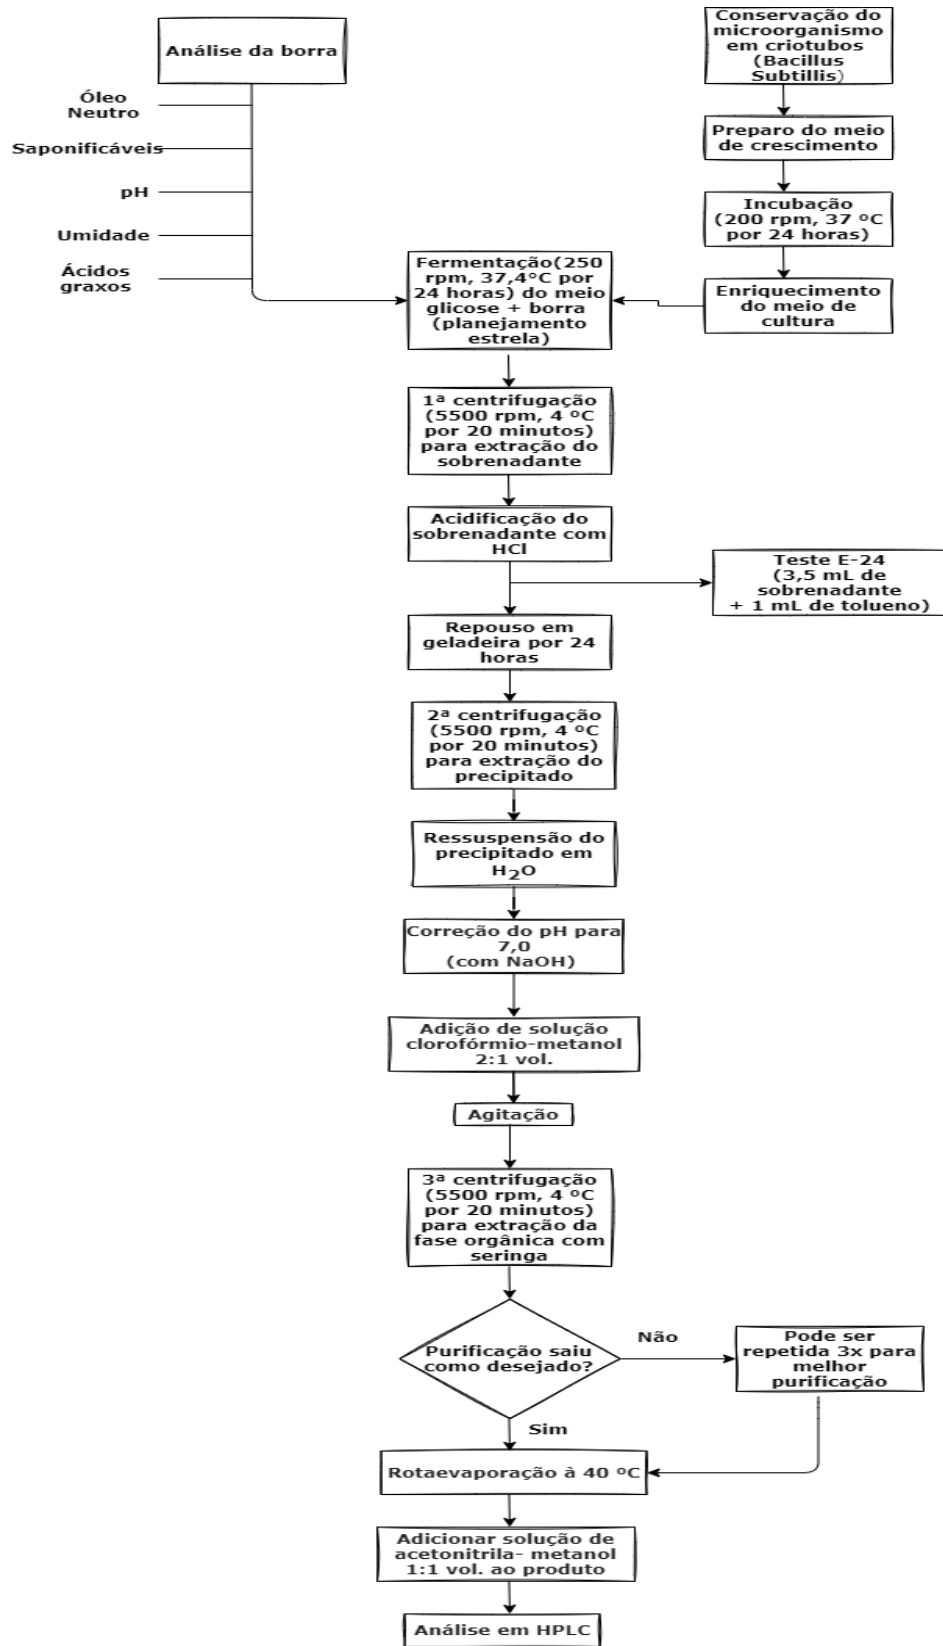 Análise da borra
Óleo
Neutro
Saponificáveis
pH
Umidade
Ácidos
graxos
Conservação do
microorganismo
em criotubos
(Bacillus
Subtillis)
Preparo do meio
de crescimento
Incubação
(200 rpm, 37 ºC
por 24 horas)
Enriquecimento
do meio de
cultura
Fermentação(250
rpm, 37,4ºC por
24 horas) do meio
glicose + borra
(planejamento
estrela)
1ª centrifugação
(5500 rpm, 4 ºC
por 20 minutos)
para extração do
sobrenadante
Acidificação do
sobrenadante com
HCl
Teste E-24
(3,5 mL de
sobrenadante
+ 1 mL de tolueno)
Repouso em
geladeira por 24
horas
2ª centrifugação
(5500 rpm, 4 ºC
por 20 minutos)
para extração do
precipitado
Ressuspensão do
precipitado em
H2O
Correção do pH para
7,0
(com NaOH)
Adição de solução
clorofórmio-metanol
2:1 vol.
Agitação
3ª centrifugação
(5500 rpm, 4 ºC
por 20 minutos)
para extração da
fase orgânica com
seringa
Purificação saiu
como desejado?
Não
Pode ser
repetida 3x para
melhor
purificação
Sim
Rotaevaporação à 40 ºC
Adicionar solução de
acetonitrila- metanol
1:1 vol. ao produto
Análise em HPLC